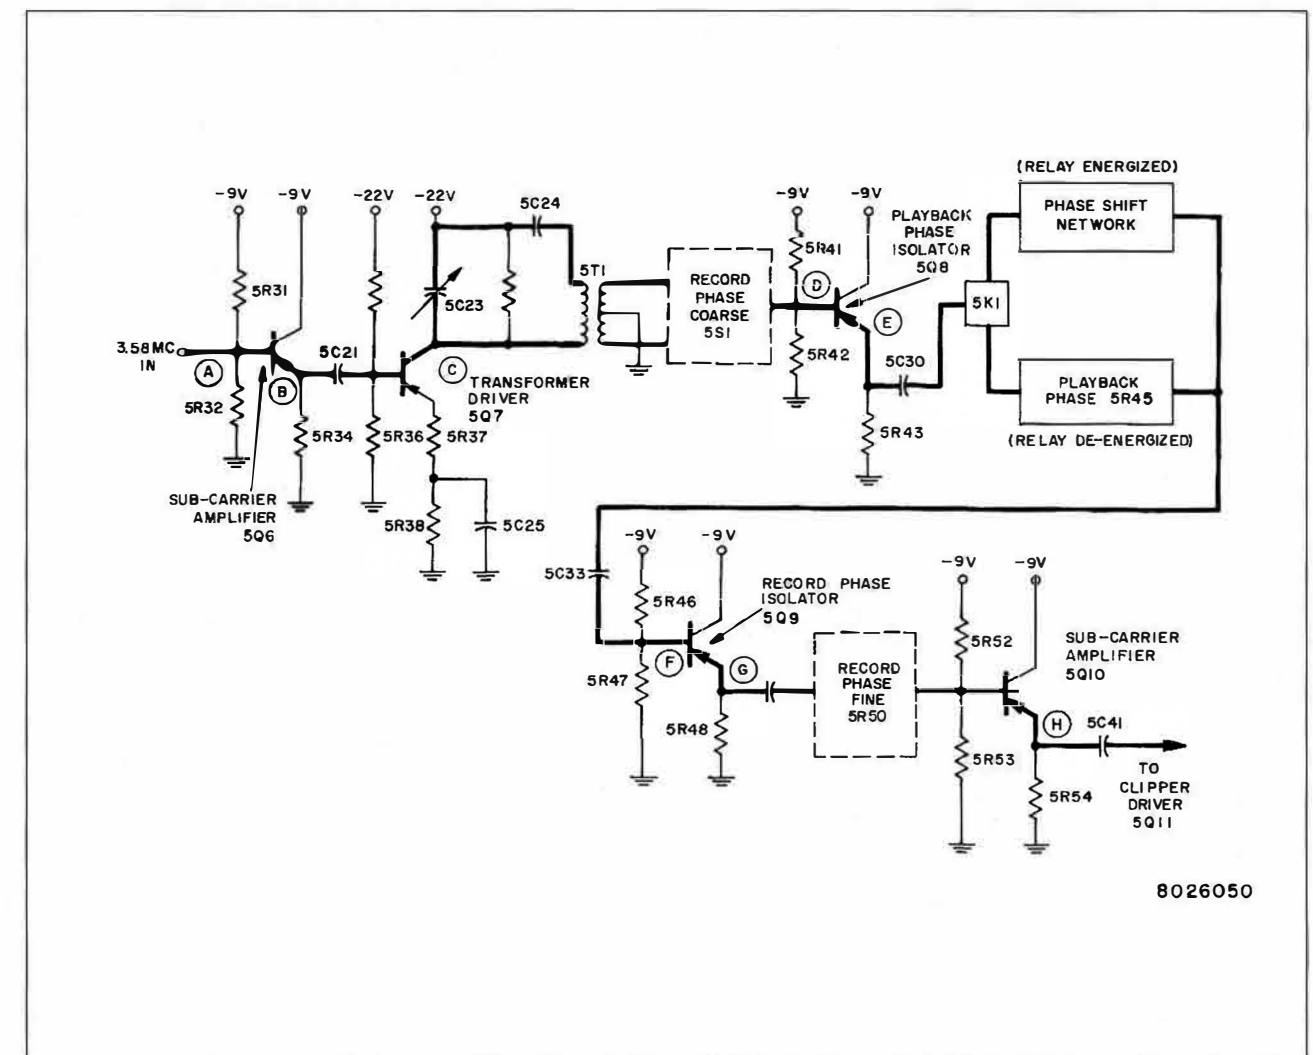 (RELAY ENERGIZED)
-9V
-9V
-22V
-22V
5C24
-9V
-9V
PLAYBACK
PHASE
ISOLATOR
5Q8
PHASE SHIFT
NETWORK
5R31
5C23
5T1
RECORD
PHASE
COARSE
5S1
5R41
D
E
5K1
3.58MC
IN
A
B
5C21
C
TRANSFORMER
DRIVER
5Q7
5R42
5C30
PLAYBACK
PHASE 5R45
(RELAY DE-ENERGIZED)
5R32
5R34
5R36
5R37
5R43
SUB-CARRIER
AMPLIFIER
5Q6
5R38
5C25
5C33
-9V
-9V
5R46
RECORD PHASE
ISOLATOR
5Q9
-9V
-9V
F
G
5R47
5R48
RECORD
PHASE
FINE
5R50
5R52
SUB-CARRIER
AMPLIFIER
5Q10
H
5C41
5R53
5R54
TO
CLIPPER
DRIVER
5Q11
8026050